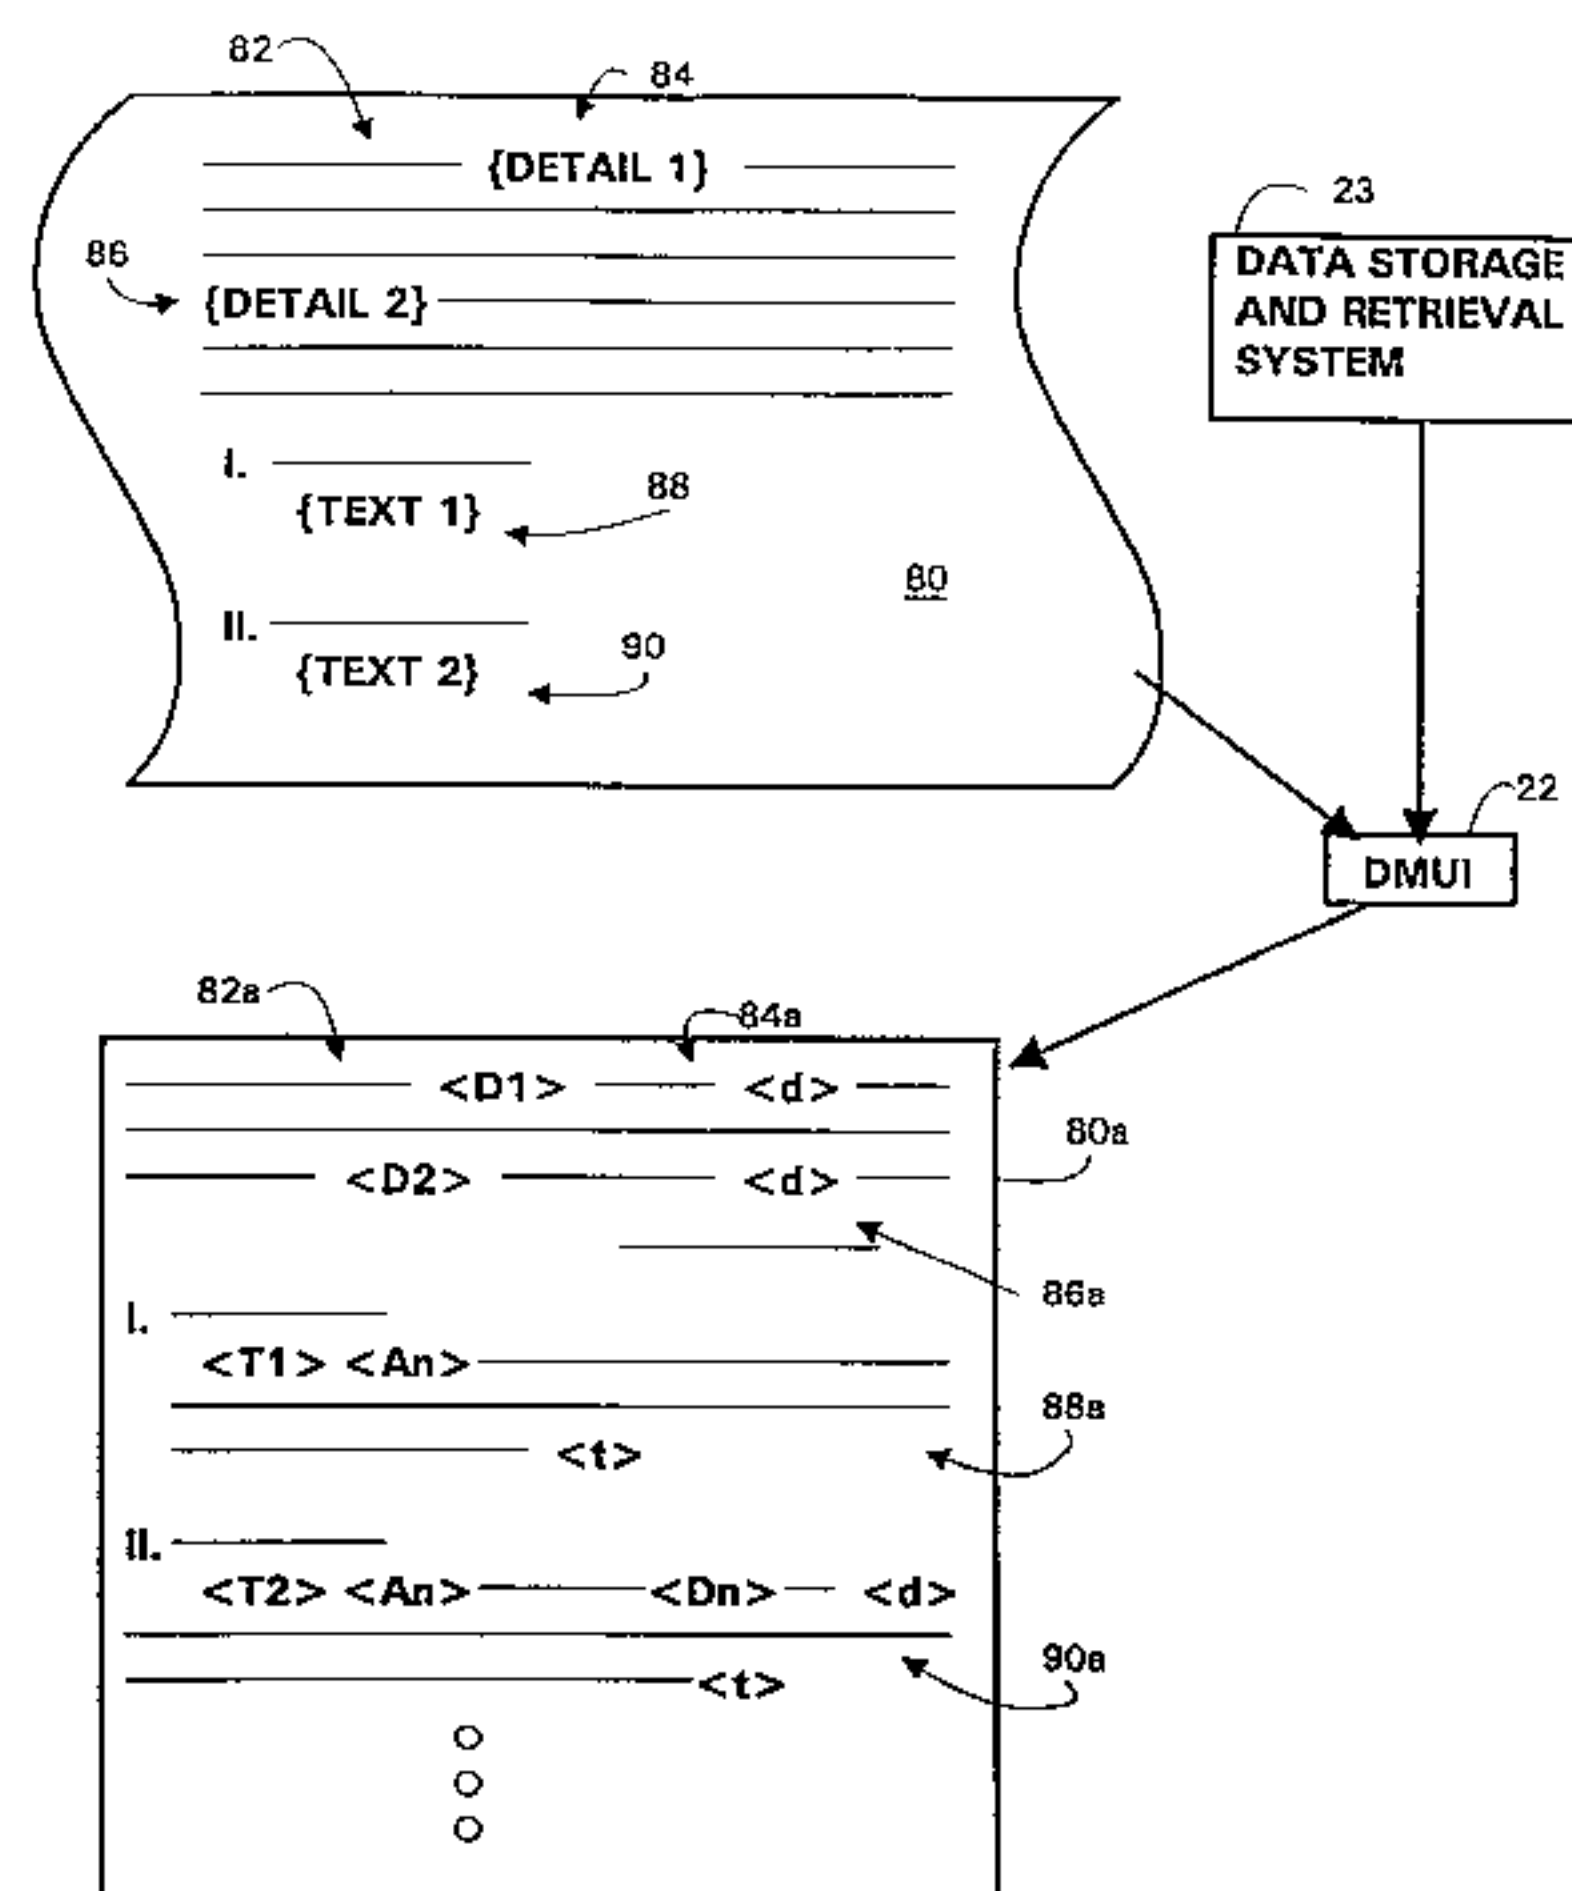 82
84
{DETAIL 1}
23
DATA STORAGE
AND RETRIEVAL
SYSTEM
86
{DETAIL 2}
I.
88
{TEXT 1}
80
II.
90
{TEXT 2}
22
DMUI
82a
84a
<D1> <d>
80a
<D2> <d>
86a
I.
<T1> <An>
88a
<t>
II.
<T2> <An> <Dn> <d>
90a
<t>